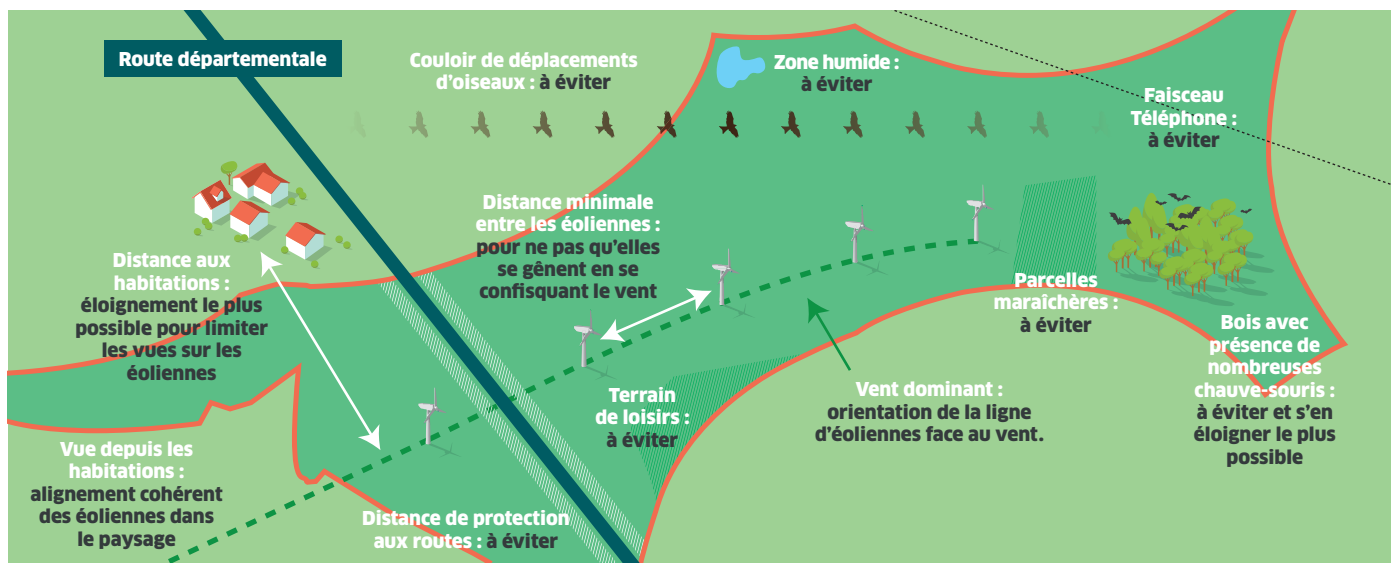 Route départementale
Couloir de déplacements
d'oiseaux : à éviter
Zone humide :
à éviter
Faisceau
Téléphone :
à éviter
Distance minimale
entre les éoliennes :
pour ne pas qu'elles
se gênent en se
confisquant le vent
Distance aux
habitations :
éloignement le plus
possible pour limiter
les vues sur les
éoliennes
Parcelles
maraîchères :
à éviter
Bois avec
présence de
nombreuses
chauve-souris :
à éviter et s'en
éloigner le plus
possible
Terrain
de loisirs :
à éviter
Vent dominant :
orientation de la ligne
d'éoliennes face au vent.
Vue depuis les
habitations :
alignement cohérent
des éoliennes dans
le paysage
Distance de protection
aux routes : à éviter